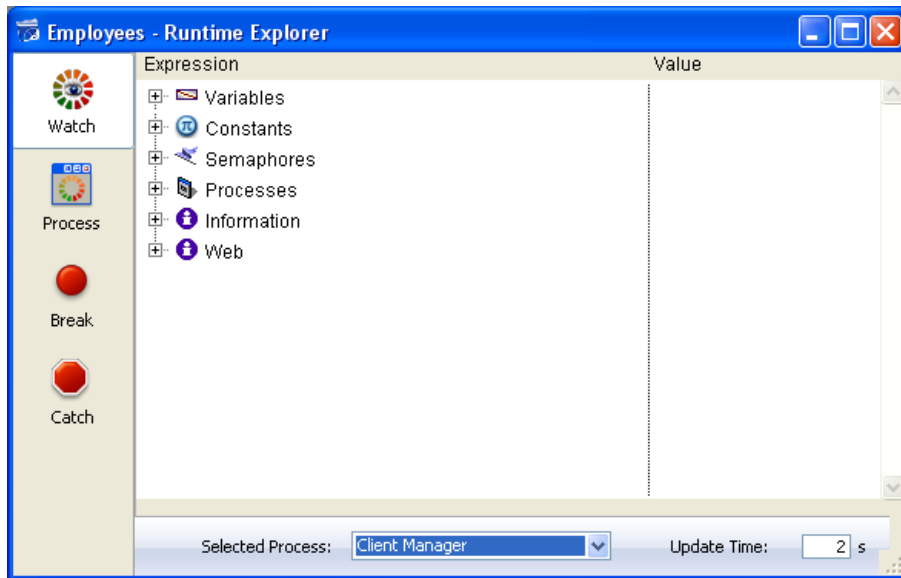 Employees - Runtime Explorer
Expression Value
Watch
Variables
Constants
Semaphores
Processes
Information
Web
Process
Break
Catch
Selected Process: Client Manager Update Time: 2 s